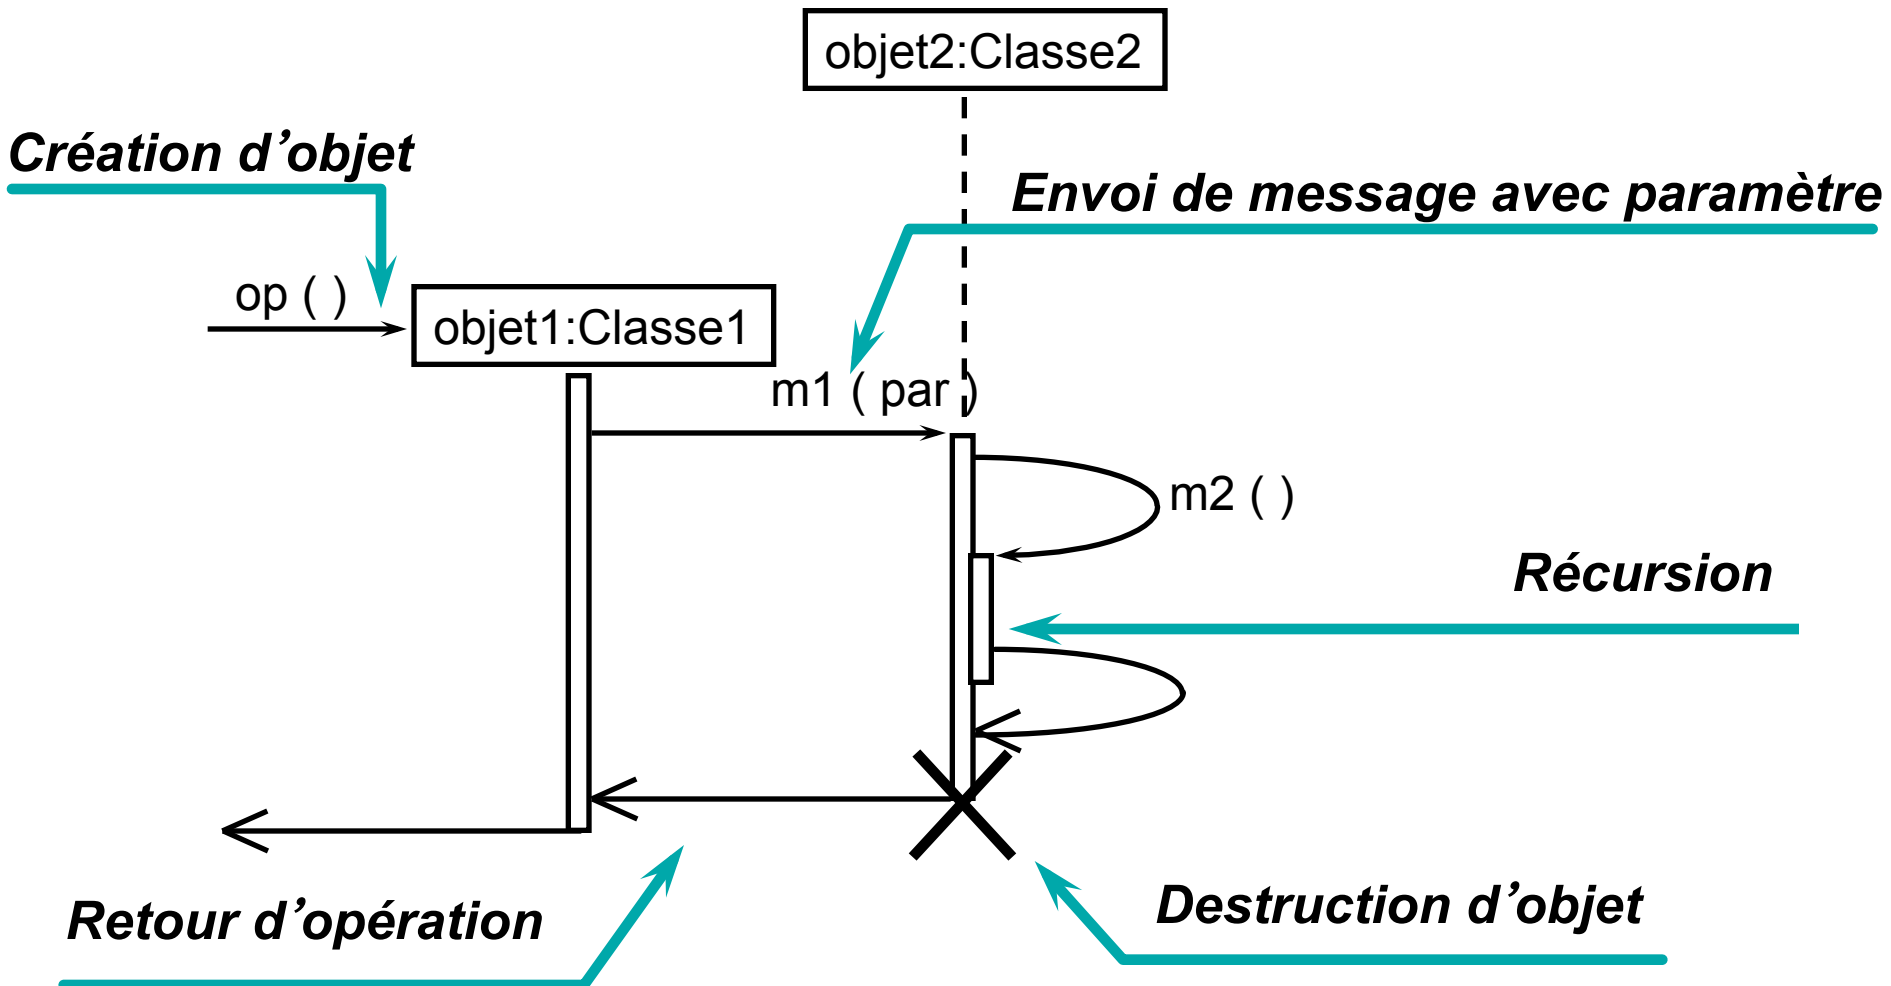 objet2:Classe2
Création d’objet
Envoi de message avec paramètre
op ( )
objet1:Classe1
m1 ( par )
m2 ( )
Récursion
Retour d’opération
Destruction d’objet